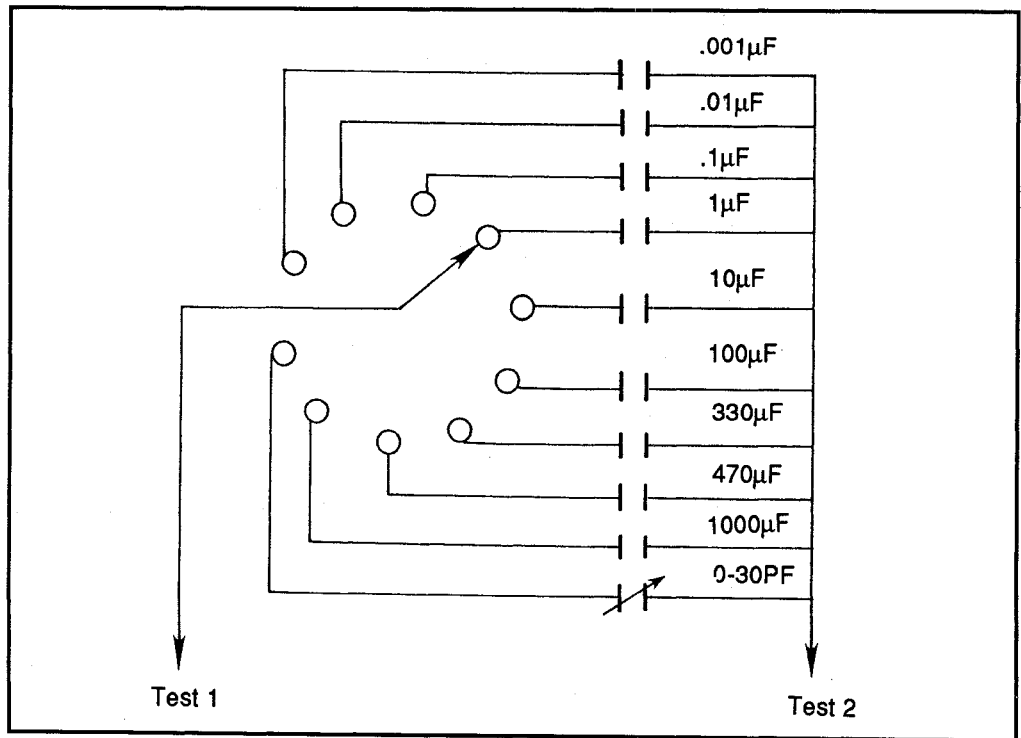 .001µF
.01µF
.1µF
1µF
10µF
100µF
330µF
470µF
1000µF
0-30PF
Test 1
Test 2